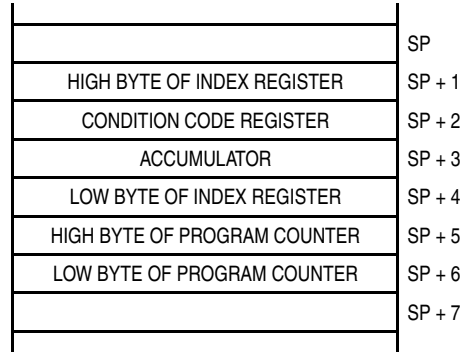 SP
HIGH BYTE OF INDEX REGISTER SP + 1
CONDITION CODE REGISTER SP + 2
ACCUMULATOR SP + 3
LOW BYTE OF INDEX REGISTER SP + 4
HIGH BYTE OF PROGRAM COUNTER SP + 5
LOW BYTE OF PROGRAM COUNTER SP + 6
SP + 7